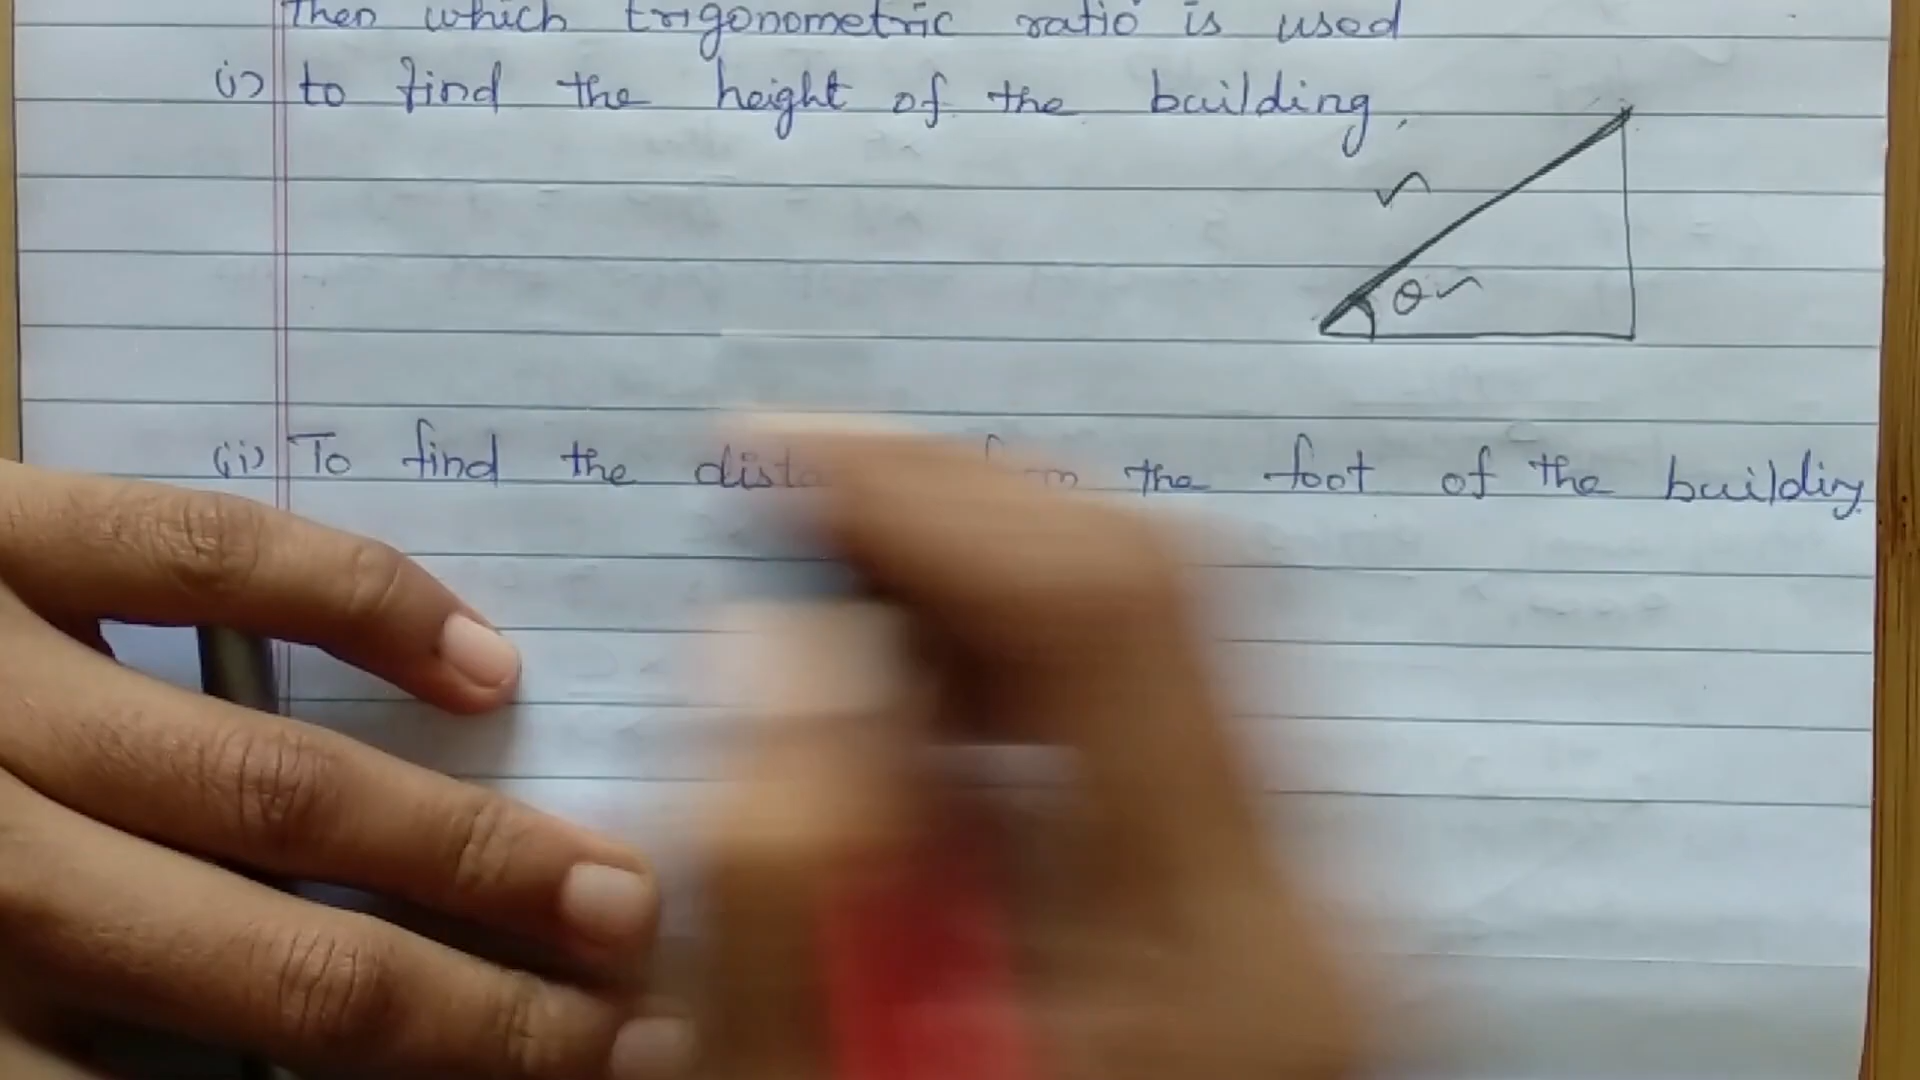 Then which trigonometric ratio is used
(i) to find the height of the building.
θ
(ii) To find the the foot of the building.